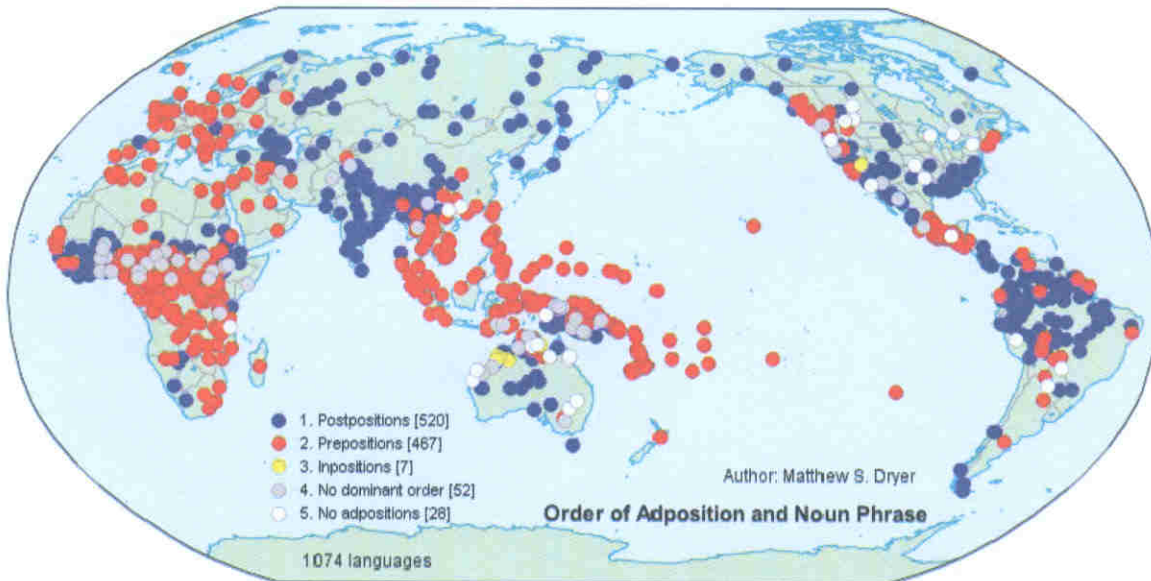 1. Postpositions [520]
2. Prepositions [467]
3. Inpositions [7]
4. No dominant order [52]
5. No adpositions [28]
Author: Matthew S. Dryer
Order of Adposition and Noun Phrase
1074 languages